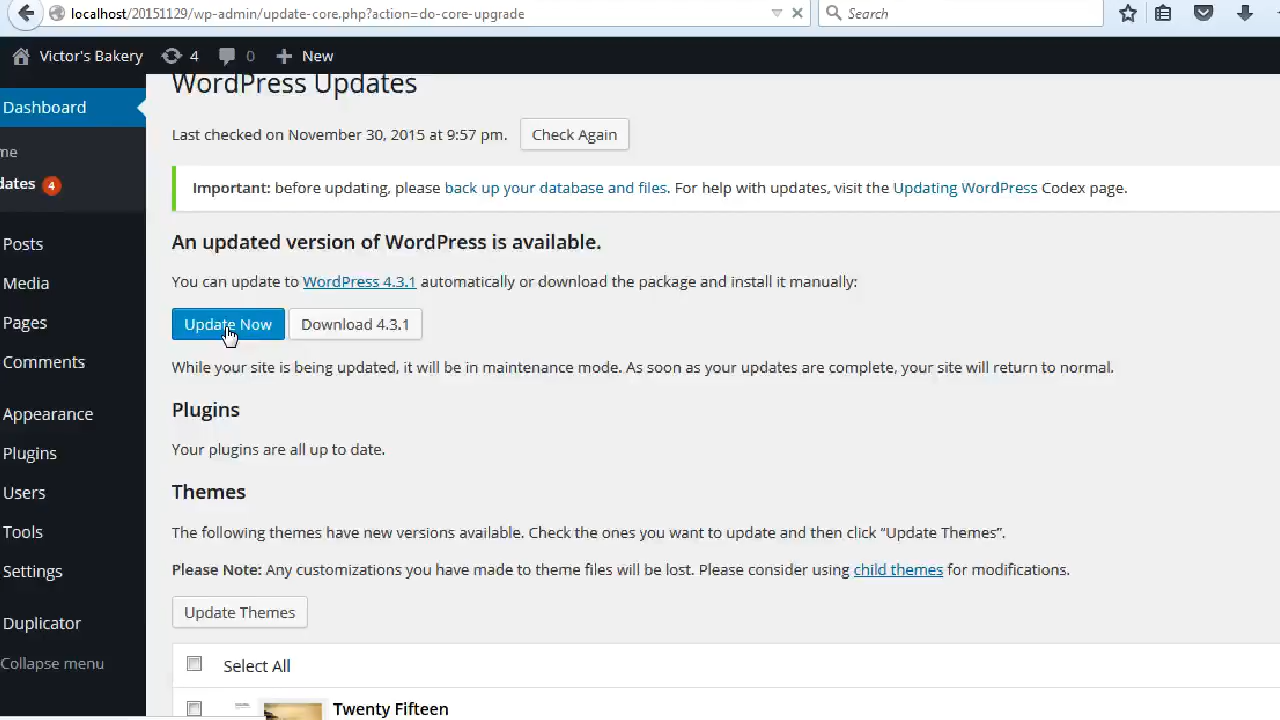 localhost/20151129/wp-admin/update-core.php?action=do-core-upgrade
Search
Victor's Bakery 4 0 New
Dashboard
me
dates 4
Posts
Media
Pages
Comments
Appearance
Plugins
Users
Tools
Settings
Duplicator
Collapse menu
WordPress Updates
Last checked on November 30, 2015 at 9:57 pm. Check Again
Important: before updating, please back up your database and files. For help with updates, visit the Updating WordPress Codex page.
An updated version of WordPress is available.
You can update to WordPress 4.3.1 automatically or download the package and install it manually:
Update Now Download 4.3.1
While your site is being updated, it will be in maintenance mode. As soon as your updates are complete, your site will return to normal.
Plugins
Your plugins are all up to date.
Themes
The following themes have new versions available. Check the ones you want to update and then click “Update Themes”.
Please Note: Any customizations you have made to theme files will be lost. Please consider using child themes for modifications.
Update Themes
Select All
Twenty Fifteen